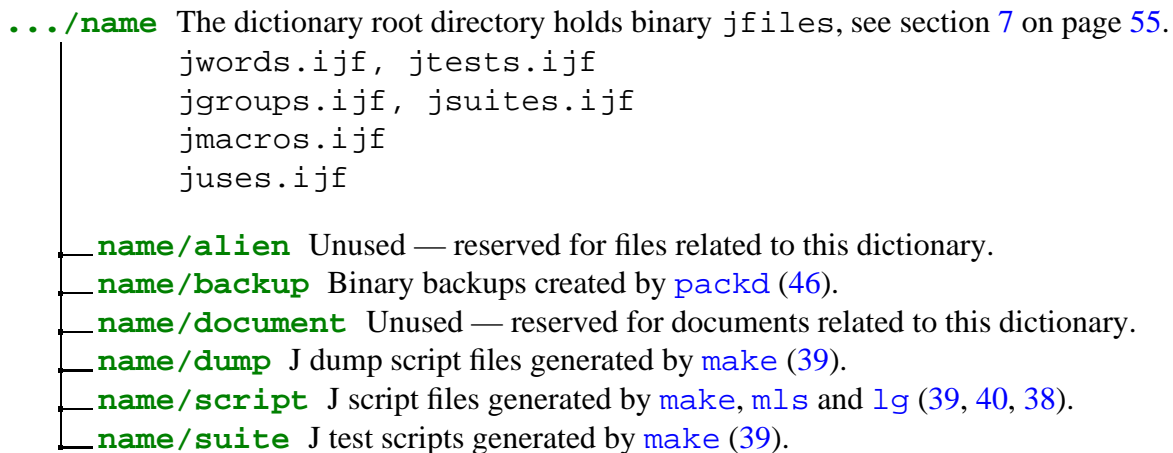 .../name The dictionary root directory holds binary jfiles, see section 7 on page 55.
jwords.ijf, jtests.ijf
jgroups.ijf, jsuites.ijf
jmacros.ijf
juses.ijf
name/alien Unused — reserved for files related to this dictionary.
name/backup Binary backups created by packd (46).
name/document Unused — reserved for documents related to this dictionary.
name/dump J dump script files generated by make (39).
name/script J script files generated by make, mls and lg (39, 40, 38).
name/suite J test scripts generated by make (39).